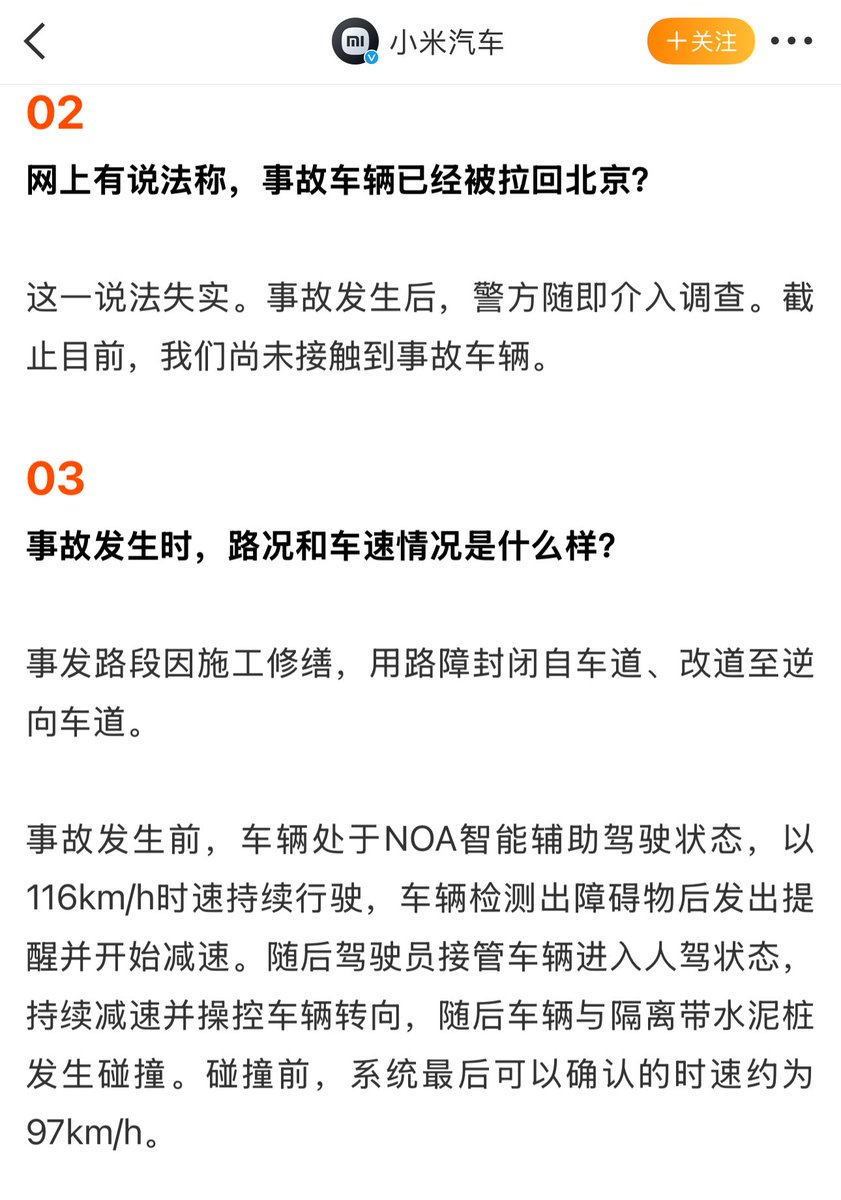 小米汽车
+关注
02
网上有说法称，事故车辆已经被拉回北京？
这一说法失实。事故发生后，警方随即介入调查。截
止目前，我们尚未接触到事故车辆。
03
事故发生时，路况和车速情况是什么样？
事发路段因施工修缮，用路障封闭自车道、改道至逆
向车道。
事故发生前，车辆处于NOA智能辅助驾驶状态，以
116km/h时速持续行驶，车辆检测出障碍物后发出提
醒并开始减速。随后驾驶员接管车辆进入人驾状态，
持续减速并操控车辆转向，随后车辆与隔离带水泥桩
发生碰撞。碰撞前，系统最后可以确认的时速约为
97km/h。